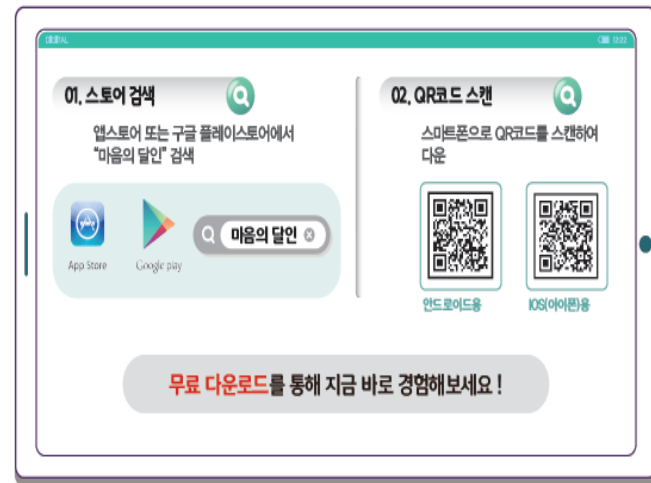 12:22
01. 스토어 검색
앱스토어 또는 구글 플레이스토어에서
“마음의 달인” 검색
App Store
Google play
마음의 달인
02. QR코드 스캔
스마트폰으로 QR코드를 스캔하여
다운
안드로이드용
IOS(아이폰)용
무료 다운로드를 통해 지금 바로 경험해보세요 !